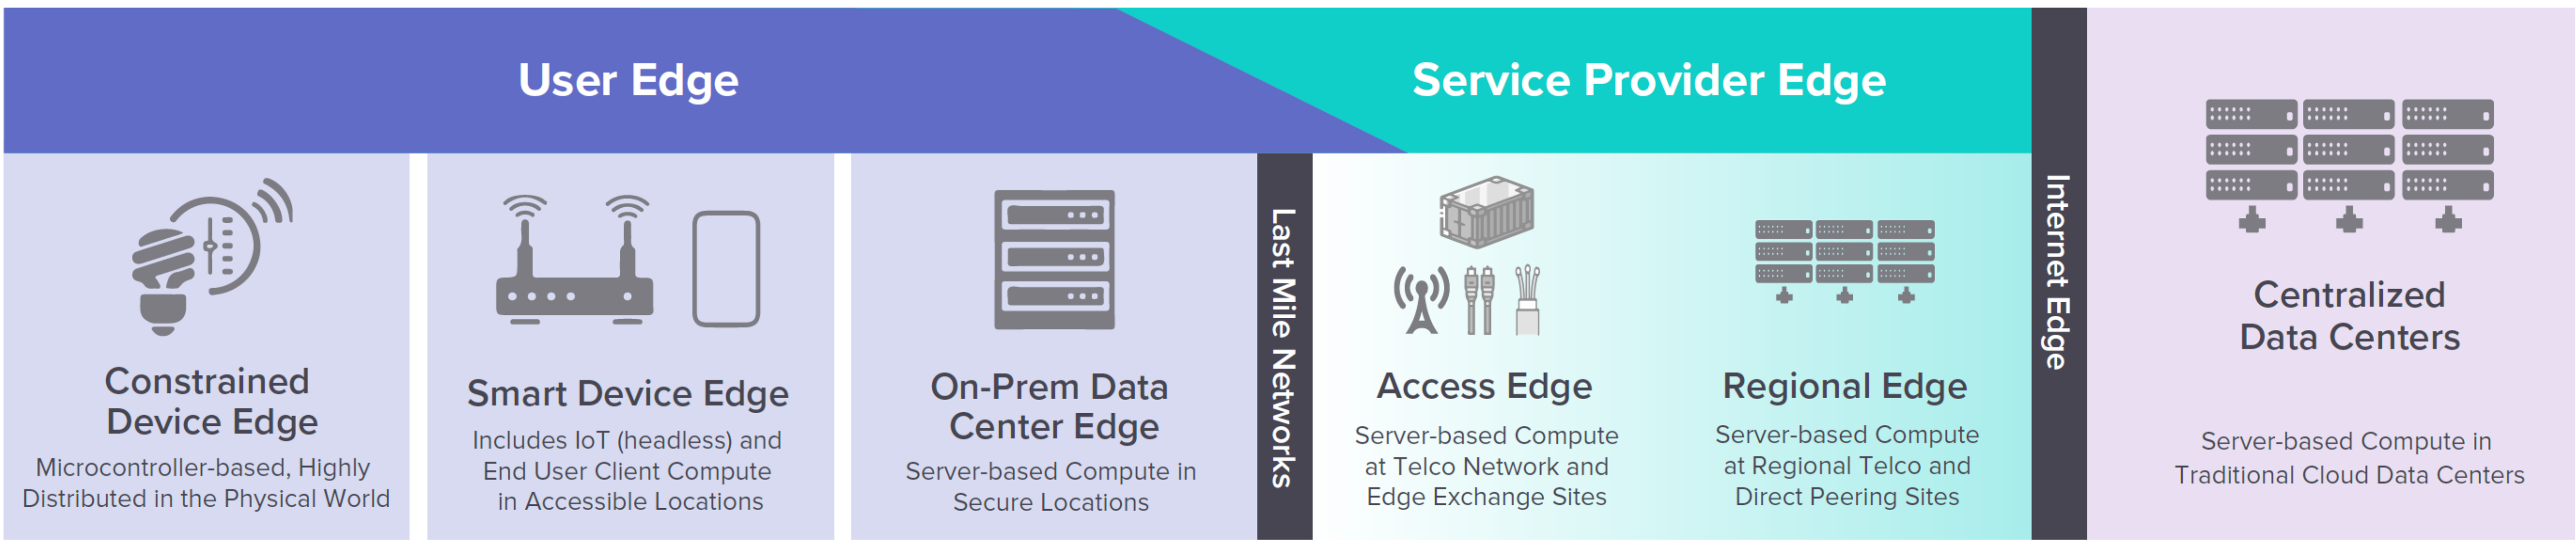 User Edge
Service Provider Edge
Constrained
Device Edge
Microcontroller-based, Highly
Distributed in the Physical World
Smart Device Edge
Includes IoT (headless) and
End User Client Compute
in Accessible Locations
On-Prem Data
Center Edge
Server-based Compute in
Secure Locations
Last Mile Networks
Access Edge
Server-based Compute
at Telco Network and
Edge Exchange Sites
Regional Edge
Server-based Compute
at Regional Telco and
Direct Peering Sites
Internet Edge
Centralized
Data Centers
Server-based Compute in
Traditional Cloud Data Centers